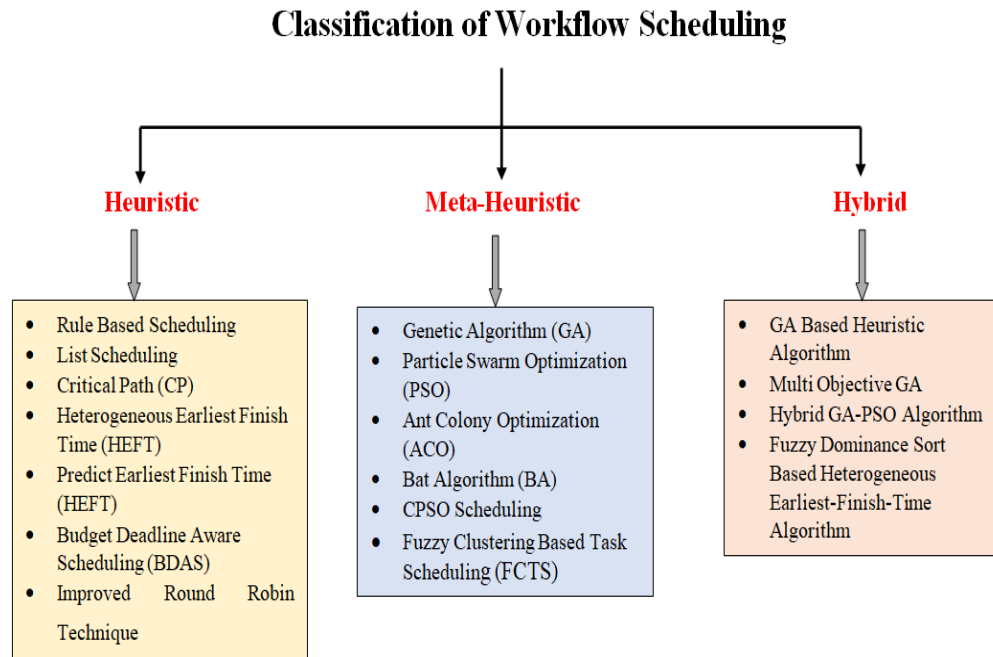 Classification of Workflow Scheduling
Heuristic
Meta-Heuristic
Hybrid
• Rule Based Scheduling
• List Scheduling
• Critical Path (CP)
• Heterogeneous Earliest Finish
Time (HEFT)
• Predict Earliest Finish Time
(HEFT)
• Budget Deadline Aware
Scheduling (BDAS)
• Improved Round Robin
Technique
• Genetic Algorithm (GA)
• Particle Swarm Optimization
(PSO)
• Ant Colony Optimization
(ACO)
• Bat Algorithm (BA)
• CPSO Scheduling
• Fuzzy Clustering Based Task
Scheduling (FCTS)
• GA Based Heuristic
Algorithm
• Multi Objective GA
• Hybrid GA-PSO Algorithm
• Fuzzy Dominance Sort
Based Heterogeneous
Earliest-Finish-Time
Algorithm